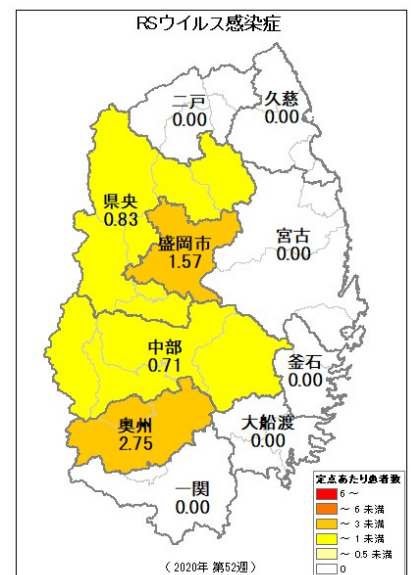 RSウイルス感染症
二戸
0.00
久慈
0.00
県央
0.83
盛岡市
1.57
宮古
0.00
中部
0.71
釜石
0.00
奥州
2.75
大船渡
0.00
一関
0.00
定点あたり患者数
6 ～
～ 6 未満
～ 3 未満
～ 1 未満
～ 0.5 未満
0
（ 2020年 第52週 ）